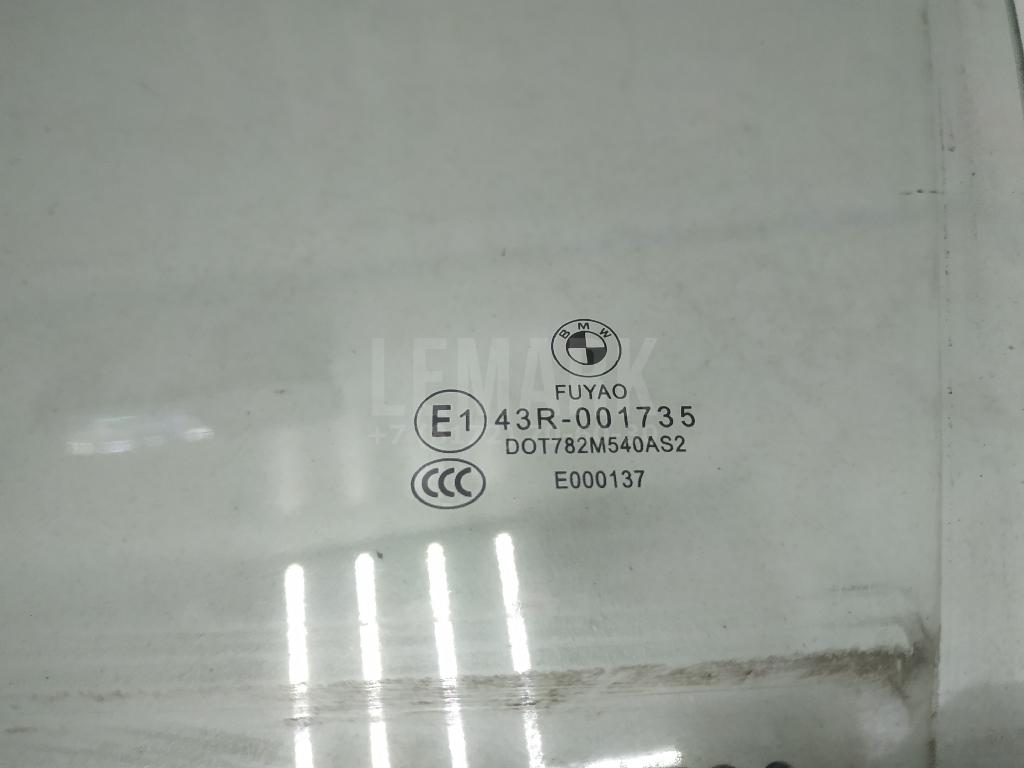 BMW
FUYAO
E1 43R-001735
DOT782M540AS2
CCC E000137